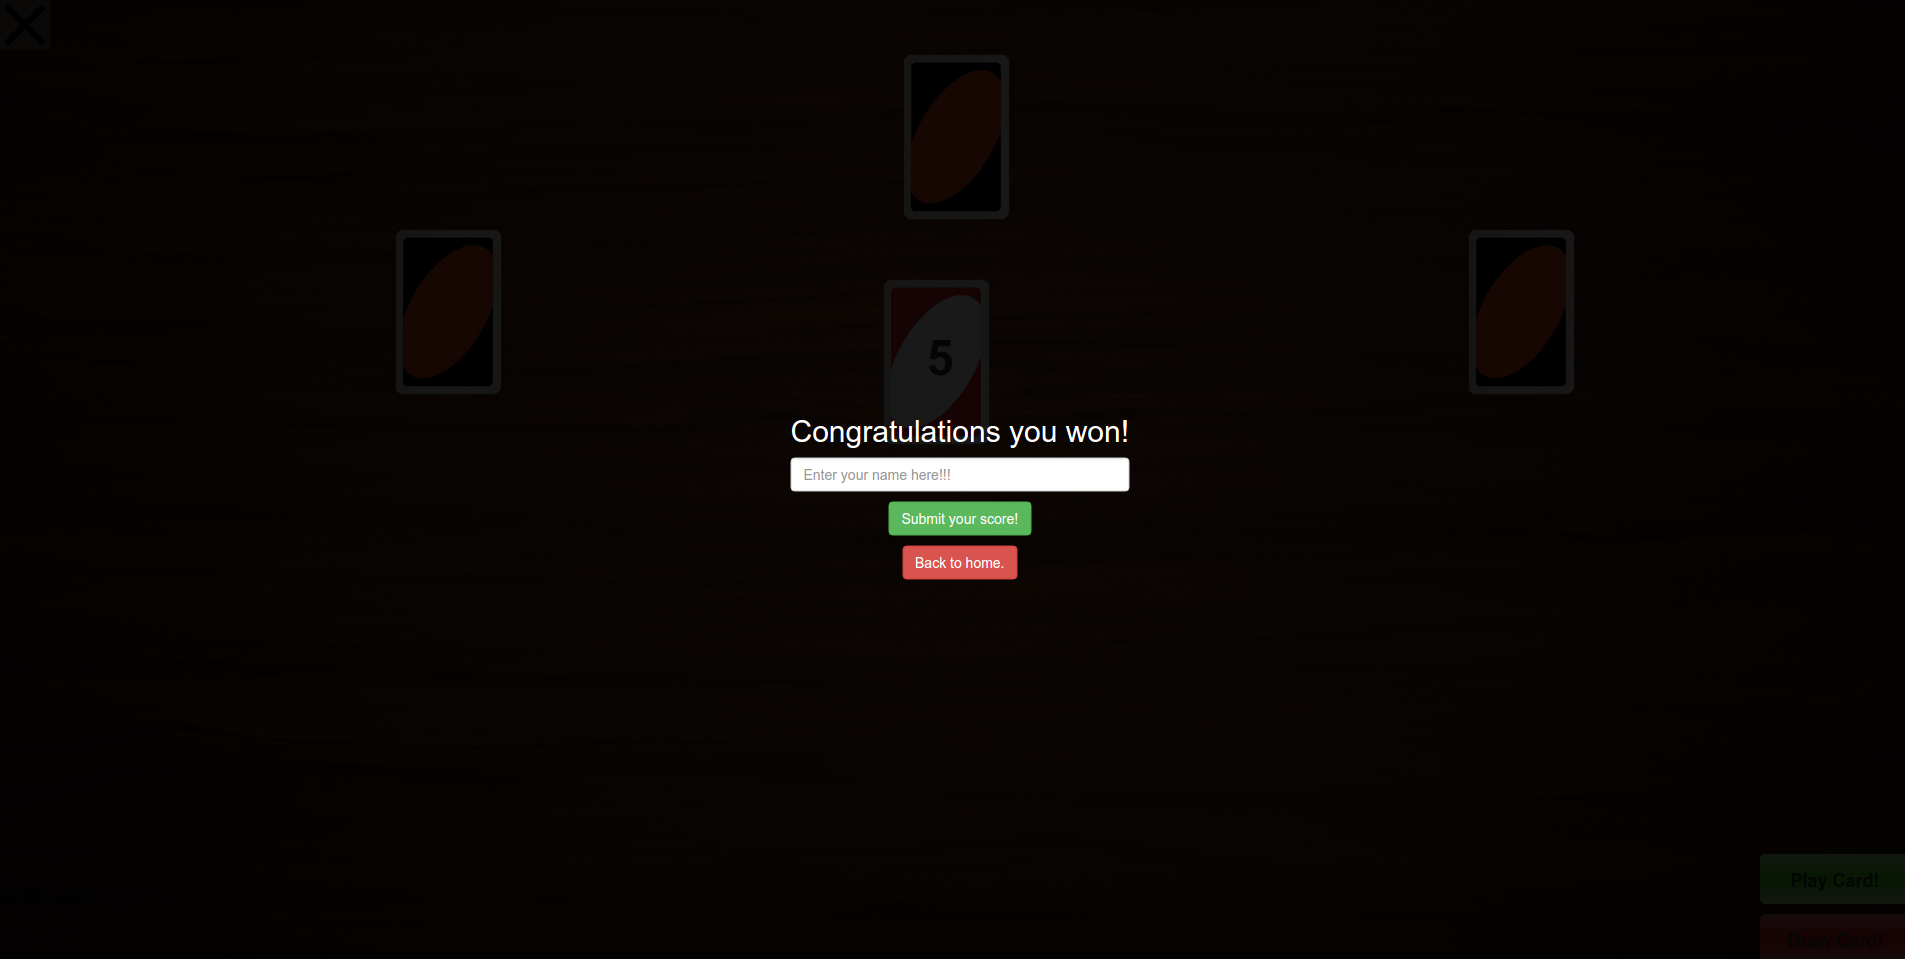 5
Congratulations you won!
Enter your name here!!!
Submit your score!
Back to home.
Play Card!
Draw Card!